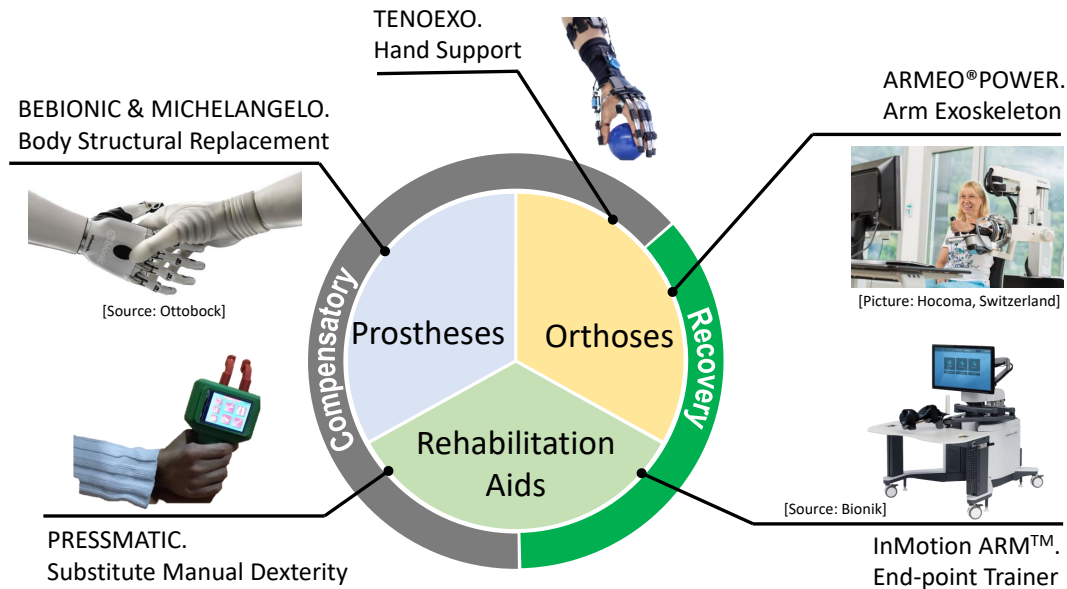 TENOEXO.
Hand Support
ARMEO®POWER.
Arm Exoskeleton
BEBIONIC & MICHELANGELO.
Body Structural Replacement
[Source: Ottobock]
[Picture: Hocoma, Switzerland]
Compensatory
Prostheses
Orthoses
Recovery
Rehabilitation
Aids
[Source: Bionik]
PRESSMATIC.
Substitute Manual Dexterity
InMotion ARM™.
End-point Trainer